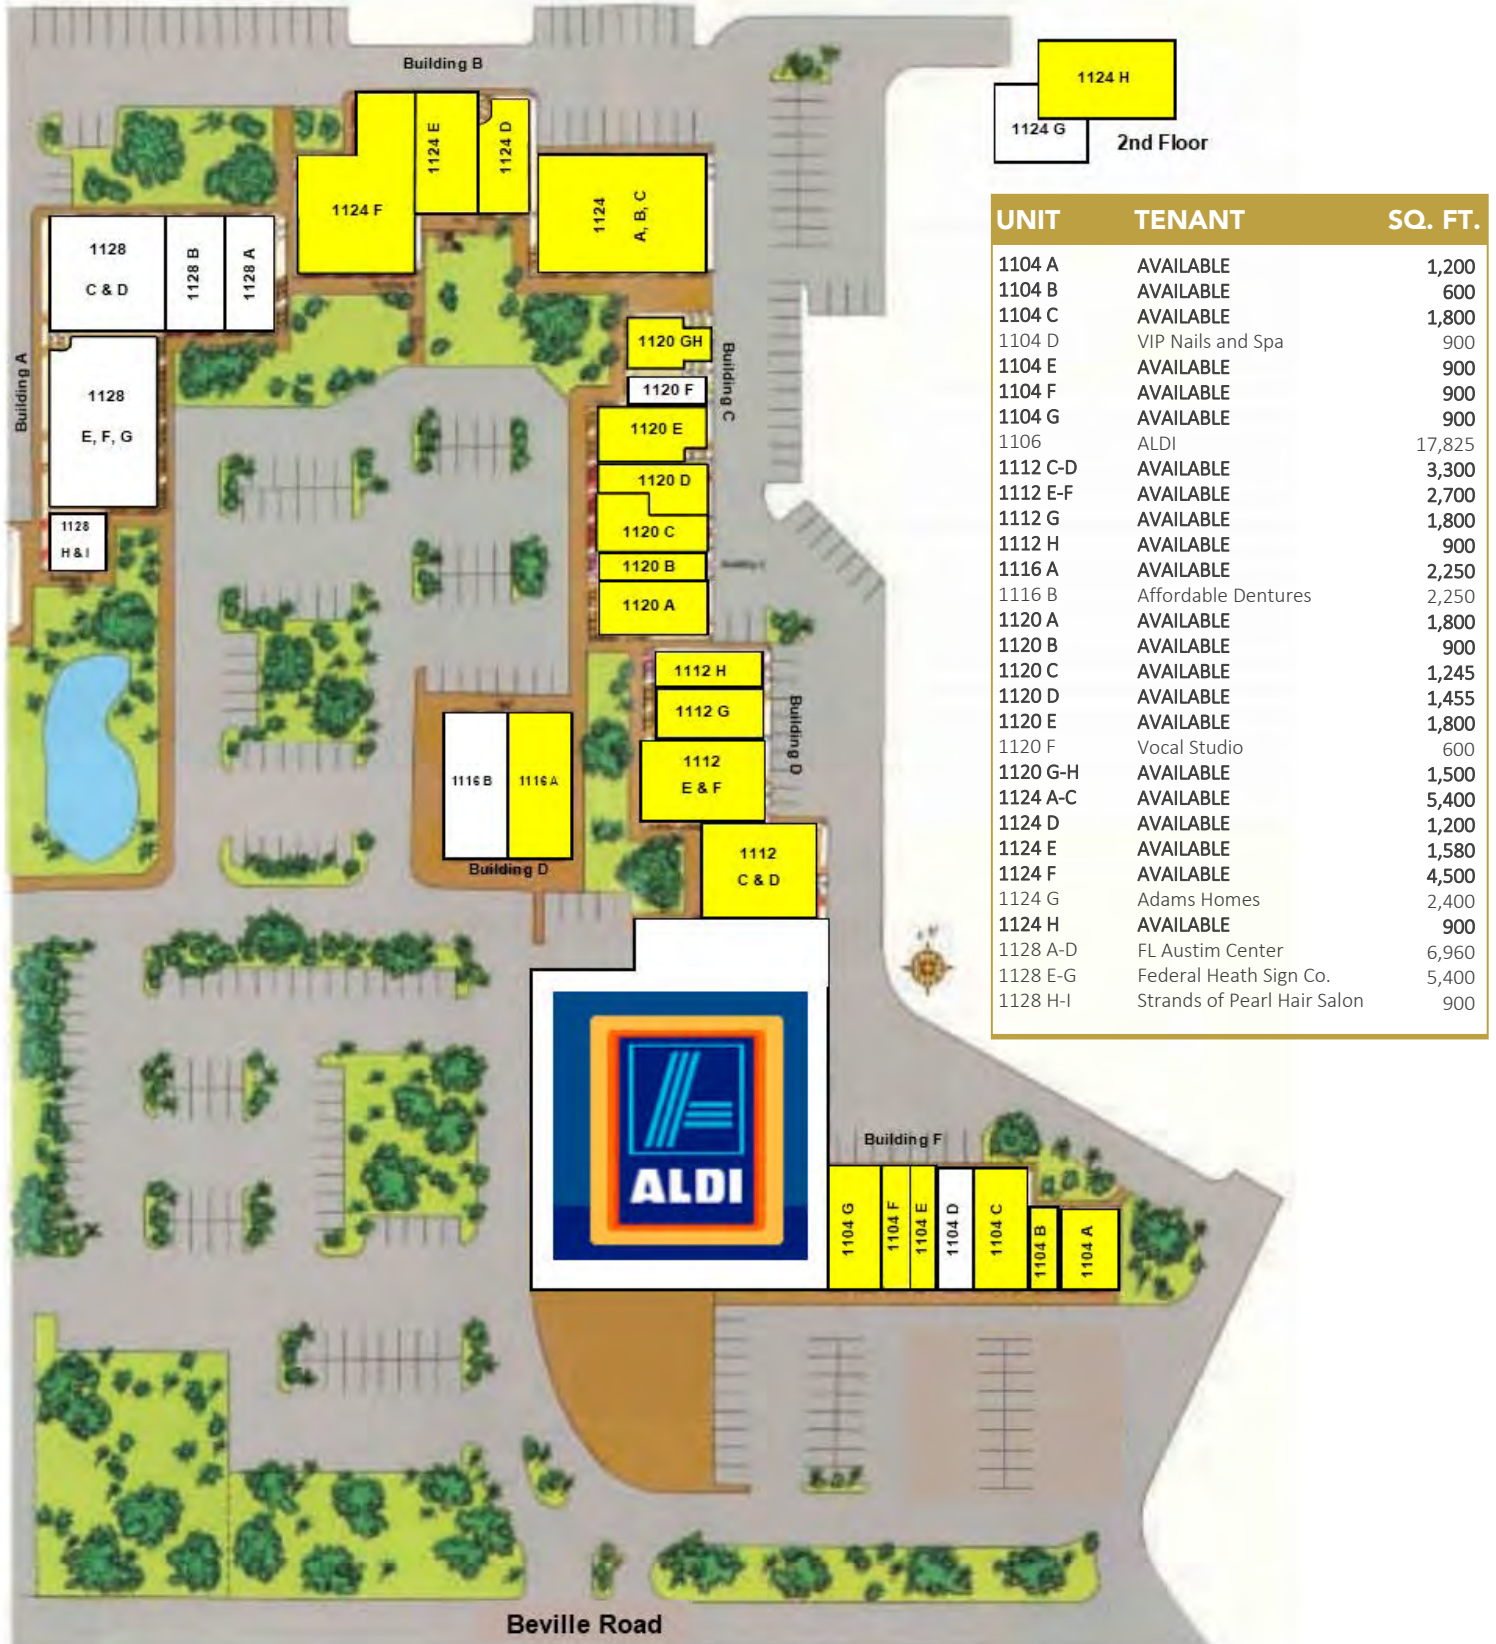 Building B
1124 H
1124 G
2nd Floor
1124 E
1124 D
1124 F
1124
A, B, C
1128
C & D
1128 B
1128 A
Building A
1128
E, F, G
1128
H & I
1120 GH
1120 F
Building C
1120 E
1120 D
1120 C
1120 B
1120 A
1112 H
1112 G
Building D
1112
E & F
1116 B
1116 A
Building D
1112
C & D
ALDI
Building F
1104 G
1104 F
1104 E
1104 D
1104 C
1104 B
1104 A
Beville Road
UNIT TENANT SQ. FT.
1104 A AVAILABLE 1,200
1104 B AVAILABLE 600
1104 C AVAILABLE 1,800
1104 D VIP Nails and Spa 900
1104 E AVAILABLE 900
1104 F AVAILABLE 900
1104 G AVAILABLE 900
1106 ALDI 17,825
1112 C-D AVAILABLE 3,300
1112 E-F AVAILABLE 2,700
1112 G AVAILABLE 1,800
1112 H AVAILABLE 900
1116 A AVAILABLE 2,250
1116 B Affordable Dentures 2,250
1120 A AVAILABLE 1,800
1120 B AVAILABLE 900
1120 C AVAILABLE 1,245
1120 D AVAILABLE 1,455
1120 E AVAILABLE 1,800
1120 F Vocal Studio 600
1120 G-H AVAILABLE 1,500
1124 A-C AVAILABLE 5,400
1124 D AVAILABLE 1,200
1124 E AVAILABLE 1,580
1124 F AVAILABLE 4,500
1124 G Adams Homes 2,400
1124 H AVAILABLE 900
1128 A-D FL Austim Center 6,960
1128 E-G Federal Heath Sign Co. 5,400
1128 H-I Strands of Pearl Hair Salon 900